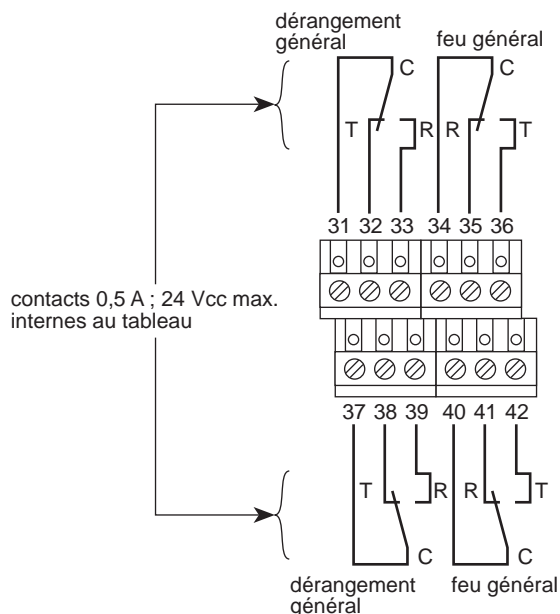 dérangement
général
feu général
C
C
T
R
R
T
31 32 33 34 35 36
contacts 0,5 A ; 24 Vcc max.
internes au tableau
37 38 39 40 41 42
T
R
R
T
C
C
dérangement
général
feu général